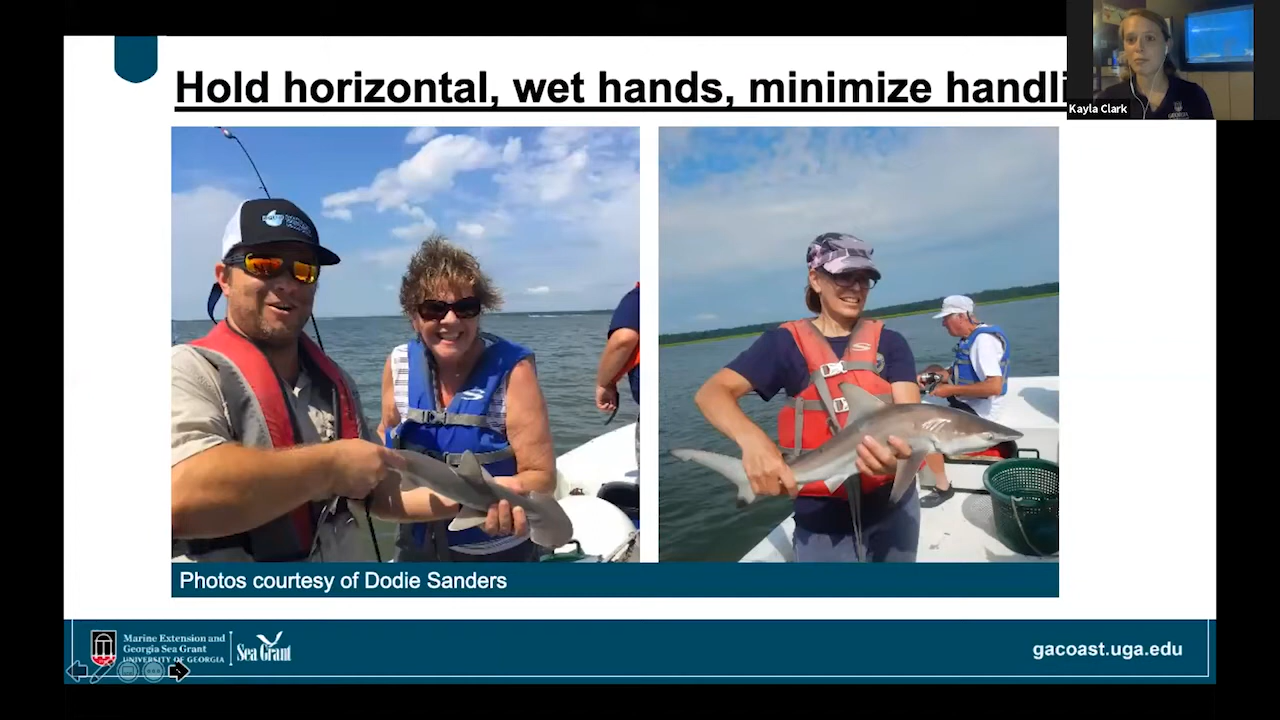 Hold horizontal, wet hands, minimize handli
Kayla Clark
Photos courtesy of Dodie Sanders
Marine Extension and
Georgia Sea Grant
UNIVERSITY OF GEORGIA
Sea Grant
gacoast.uga.edu